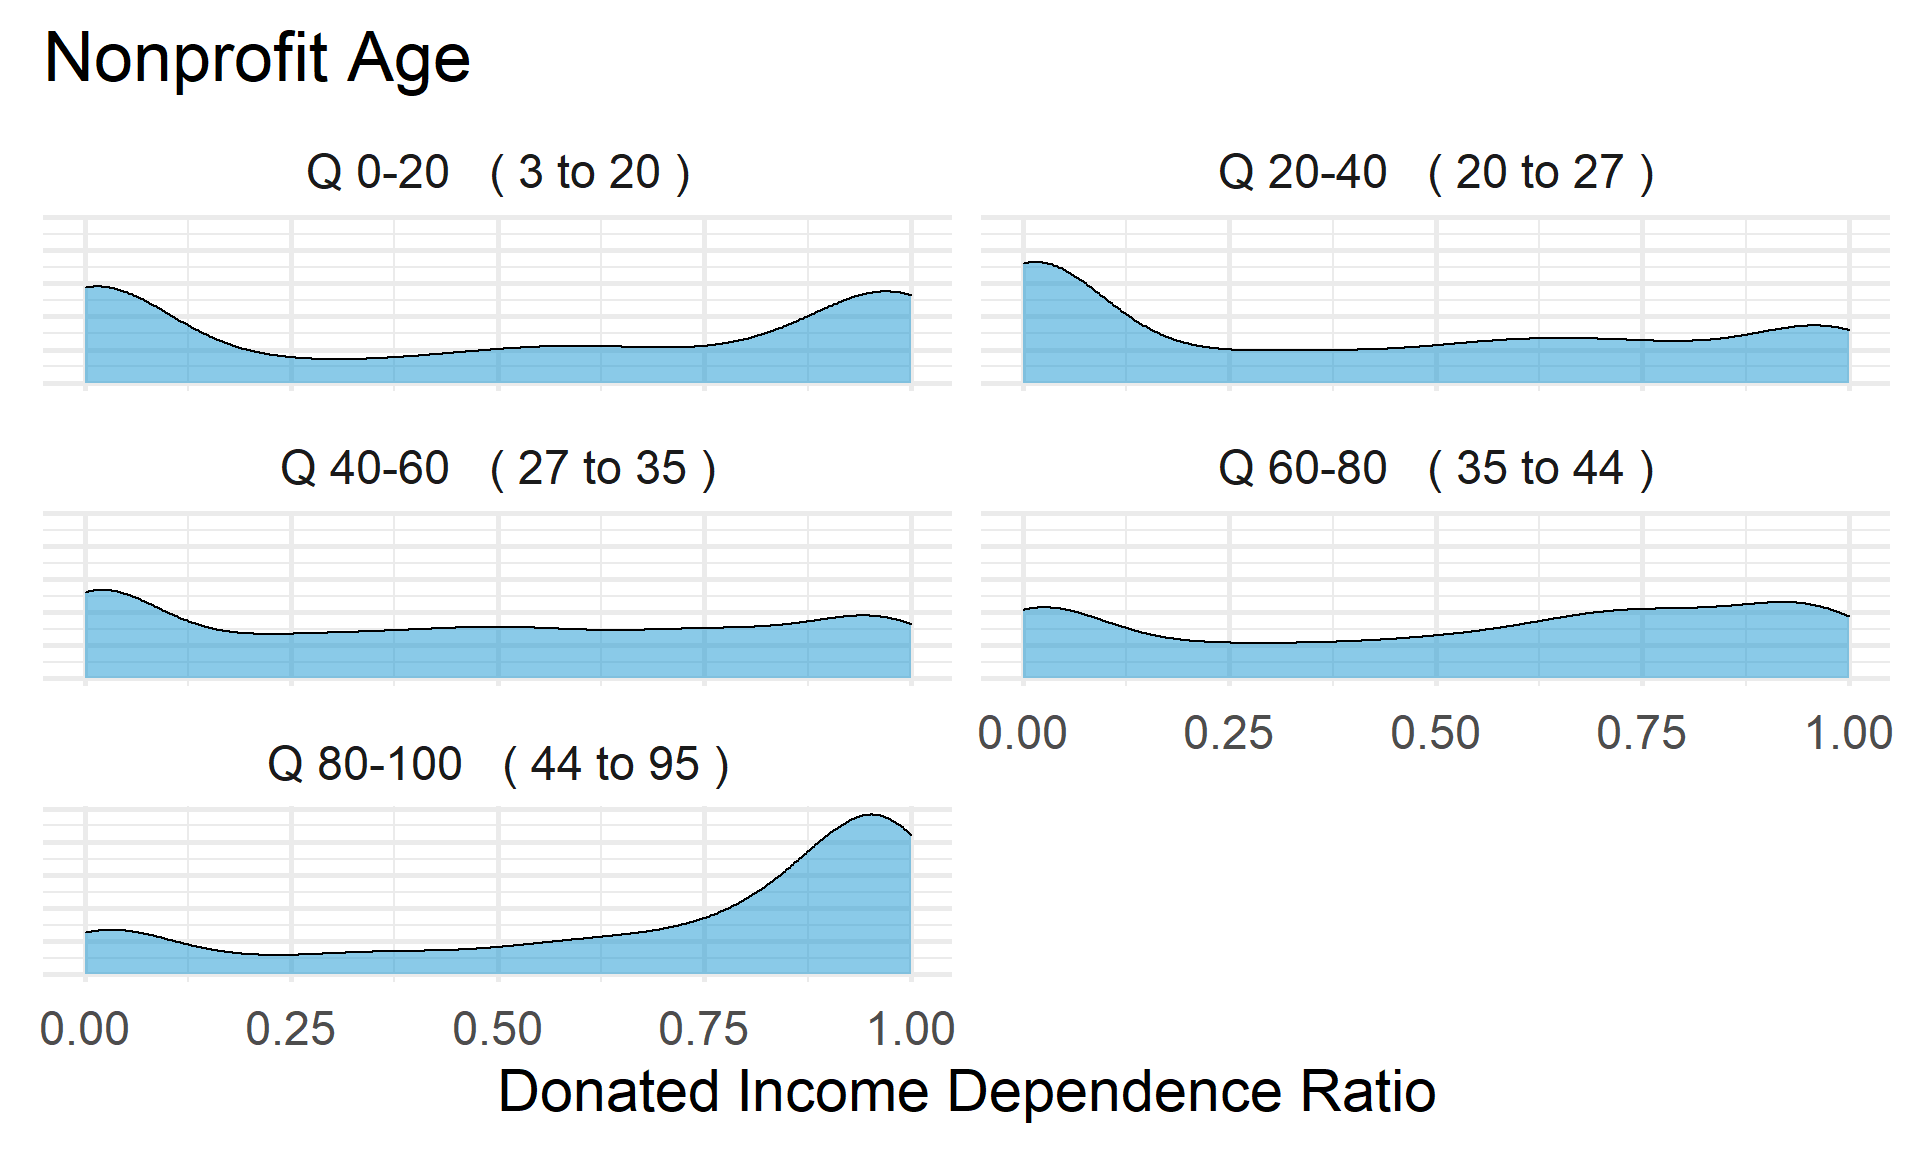 Nonprofit Age
Q 0-20 ( 3 to 20 )
Q 20-40 ( 20 to 27 )
Q 40-60 ( 27 to 35 )
Q 60-80 ( 35 to 44 )
0.00 0.25 0.50 0.75 1.00
Q 80-100 ( 44 to 95 )
0.00 0.25 0.50 0.75 1.00
Donated Income Dependence Ratio